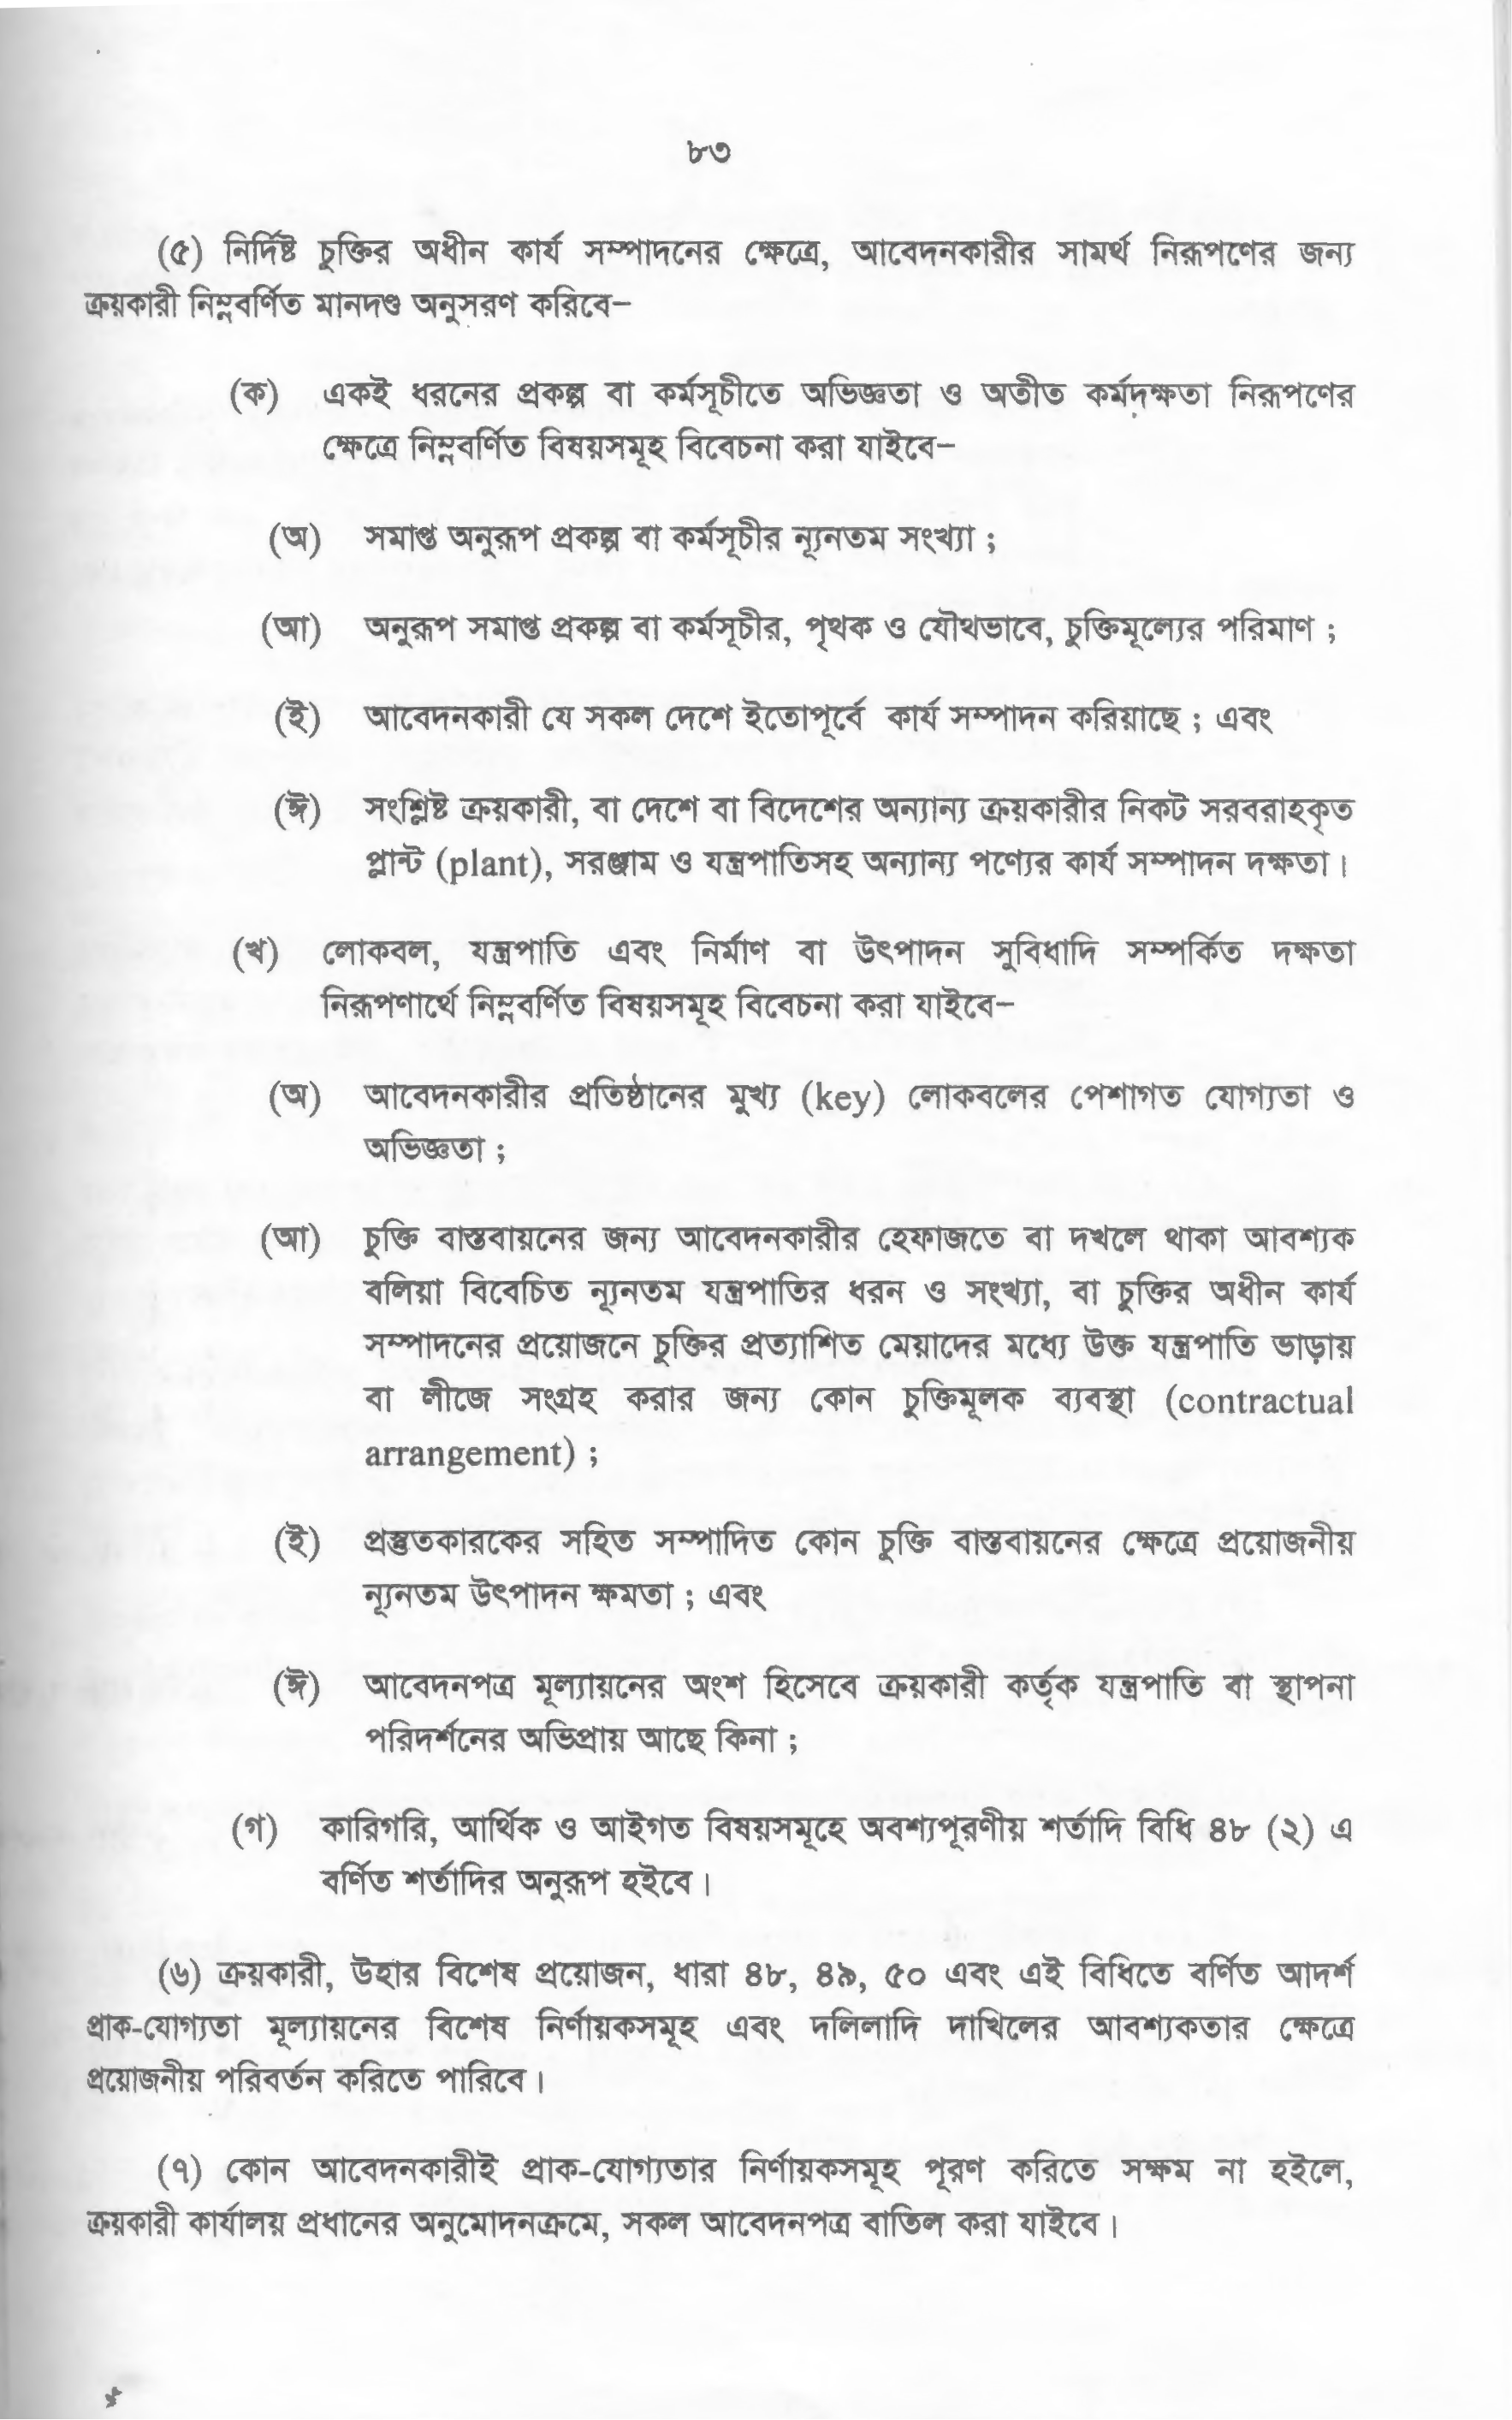 ৮৩
(৫) নির্দিষ্ট চুক্তির অধীন কার্য সম্পাদনের ক্ষেত্রে, আবেদনকারীর সামর্থ নিরূপণের জন্য
ক্রয়কারী নিম্নবর্ণিত মানদণ্ড অনুসরণ করিবে–
(ক) একই ধরনের প্রকল্প বা কর্মসূচীতে অভিজ্ঞতা ও অতীত কর্মদক্ষতা নিরূপণের
ক্ষেত্রে নিম্নবর্ণিত বিষয়সমূহ বিবেচনা করা যাইবে–
(অ) সমাপ্ত অনুরূপ প্রকল্প বা কর্মসূচীর ন্যূনতম সংখ্যা ;
(আ) অনুরূপ সমাপ্ত প্রকল্প বা কর্মসূচীর, পৃথক ও যৌথভাবে, চুক্তিমূল্যের পরিমাণ ;
(ই) আবেদনকারী যে সকল দেশে ইতোপূর্বে কার্য সম্পাদন করিয়াছে ; এবং
(ঈ) সংশ্লিষ্ট ক্রয়কারী, বা দেশে বা বিদেশের অন্যান্য ক্রয়কারীর নিকট সরবরাহকৃত
প্লান্ট (plant), সরঞ্জাম ও যন্ত্রপাতিসহ অন্যান্য পণ্যের কার্য সম্পাদন দক্ষতা।
(খ) লোকবল, যন্ত্রপাতি এবং নির্মাণ বা উৎপাদন সুবিধাদি সম্পর্কিত দক্ষতা
নিরূপণার্থে নিম্নবর্ণিত বিষয়সমূহ বিবেচনা করা যাইবে–
(অ) আবেদনকারীর প্রতিষ্ঠানের মুখ্য (key) লোকবলের পেশাগত যোগ্যতা ও
অভিজ্ঞতা ;
(আ) চুক্তি বাস্তবায়নের জন্য আবেদনকারীর হেফাজতে বা দখলে থাকা আবশ্যক
বলিয়া বিবেচিত ন্যূনতম যন্ত্রপাতির ধরন ও সংখ্যা, বা চুক্তির অধীন কার্য
সম্পাদনের প্রয়োজনে চুক্তির প্রত্যাশিত মেয়াদের মধ্যে উক্ত যন্ত্রপাতি ভাড়ায়
বা লীজে সংগ্রহ করার জন্য কোন চুক্তিমূলক ব্যবস্থা (contractual
arrangement) ;
(ই) প্রস্তুতকারকের সহিত সম্পাদিত কোন চুক্তি বাস্তবায়নের ক্ষেত্রে প্রয়োজনীয়
ন্যূনতম উৎপাদন ক্ষমতা ; এবং
(ঈ) আবেদনপত্র মূল্যায়নের অংশ হিসেবে ক্রয়কারী কর্তৃক যন্ত্রপাতি বা স্থাপনা
পরিদর্শনের অভিপ্রায় আছে কিনা ;
(গ) কারিগরি, আর্থিক ও আইগত বিষয়সমূহে অবশ্যপূরণীয় শর্তাদি বিধি ৪৮ (২) এ
বর্ণিত শর্তাদির অনুরূপ হইবে।
(৬) ক্রয়কারী, উহার বিশেষ প্রয়োজন, ধারা ৪৮, ৪৯, ৫০ এবং এই বিধিতে বর্ণিত আদর্শ
প্রাক-যোগ্যতা মূল্যায়নের বিশেষ নির্ণায়কসমূহ এবং দলিলাদি দাখিলের আবশ্যকতার ক্ষেত্রে
প্রয়োজনীয় পরিবর্তন করিতে পারিবে।
(৭) কোন আবেদনকারীই প্রাক-যোগ্যতার নির্ণায়কসমূহ পূরণ করিতে সক্ষম না হইলে,
ক্রয়কারী কার্যালয় প্রধানের অনুমোদনক্রমে, সকল আবেদনপত্র বাতিল করা যাইবে।